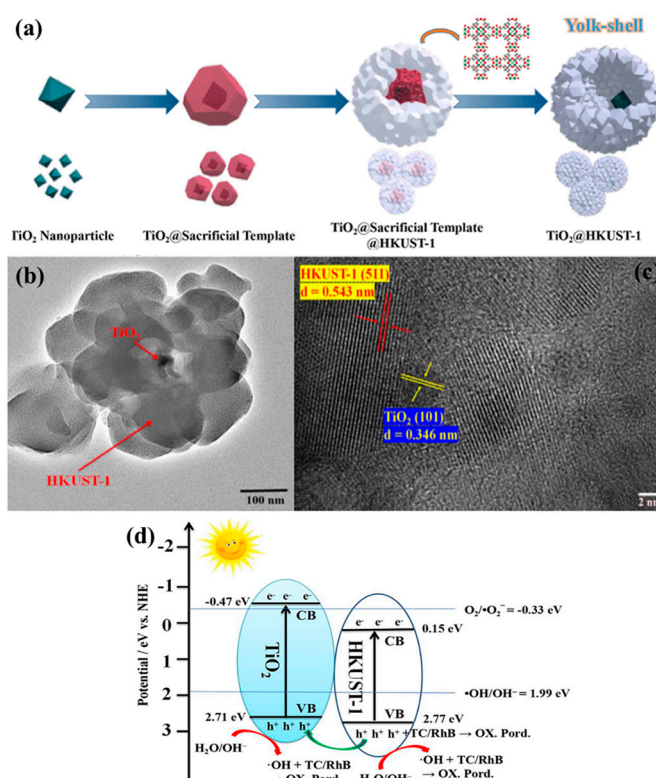 (a)
Yolk-shell
TiO₂ Nanoparticle
TiO₂@Sacrificial Template
TiO₂@Sacrificial Template
@HKUST-1
TiO₂@HKUST-1
(b)
TiO₂
HKUST-1
100 nm
(c)
HKUST-1 (511)
d = 0.543 nm
TiO₂ (101)
d = 0.346 nm
2 nm
(d)
Potential / eV vs. NHE
-2
-1
0
1
2
3
-0.47 eV
e⁻ e⁻ e⁻
CB
TiO₂
VB
2.71 eV
h⁺ h⁺ h⁺
e⁻ e⁻ e⁻
CB
0.15 eV
HKUST-1
VB
2.77 eV
h⁺ h⁺ h⁺ +TC/RhB → OX. Pord.
O₂/•O₂⁻ = -0.33 eV
•OH/OH⁻ = 1.99 eV
H₂O/OH⁻
·OH + TC/RhB
→ OX. Pord.
H₂O/OH⁻
·OH + TC/RhB
→ OX. Pord.